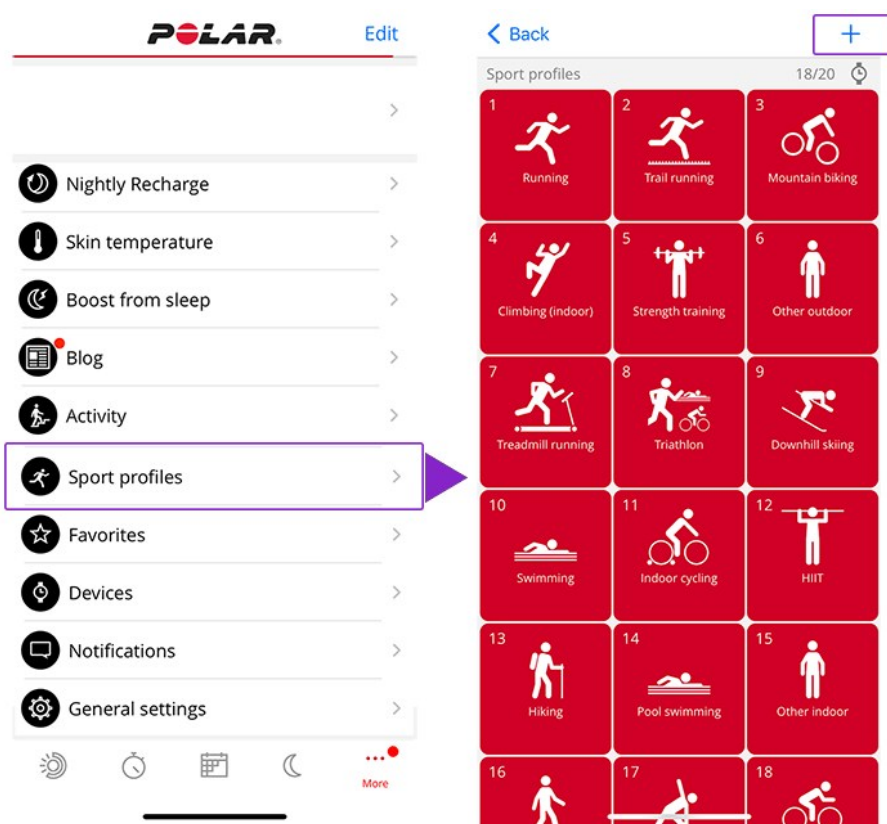 POLAR.
Edit
Nightly Recharge
Skin temperature
Boost from sleep
Blog
Activity
Sport profiles
Favorites
Devices
Notifications
General settings
More
Back
+
Sport profiles 18/20
1 2 3
Running Trail running Mountain biking
4 5 6
Climbing (indoor) Strength training Other outdoor
7 8 9
Treadmill running Triathlon Downhill skiing
10 11 12
Swimming Indoor cycling HIIT
13 14 15
Hiking Pool swimming Other indoor
16 17 18